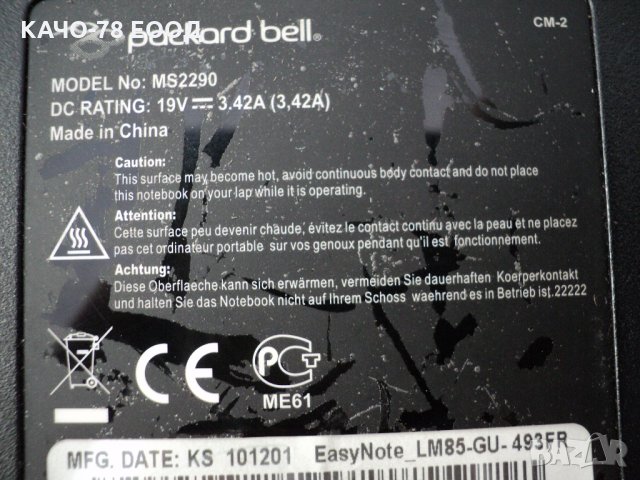 КАЧО-78 ЕООД
packard bell®
CM-2
MODEL No: MS2290
DC RATING: 19V ⎓ 3.42A (3,42A)
Made in China
Caution:
This surface may become hot, avoid continuous body contact and do not place
this notebook on your lap while it is operating.
Attention:
Cette surface peu devenir chaude, évitez le contact continu avec la peau et ne placez
pas cet ordinateur portable sur vos genoux pendant qu'il est fonctionnement.
Achtung:
Diese Oberflaeche kann sich erwärmen, vermeiden Sie dauerhaften Koerperkontakt
und halten Sie das Notebook nicht auf Ihrem Schoss waehrend es in Betrieb ist.22222
CE
PCT
ME61
MFG. DATE: KS 101201 EasyNote_LM85-GU-493FR
BAZAR